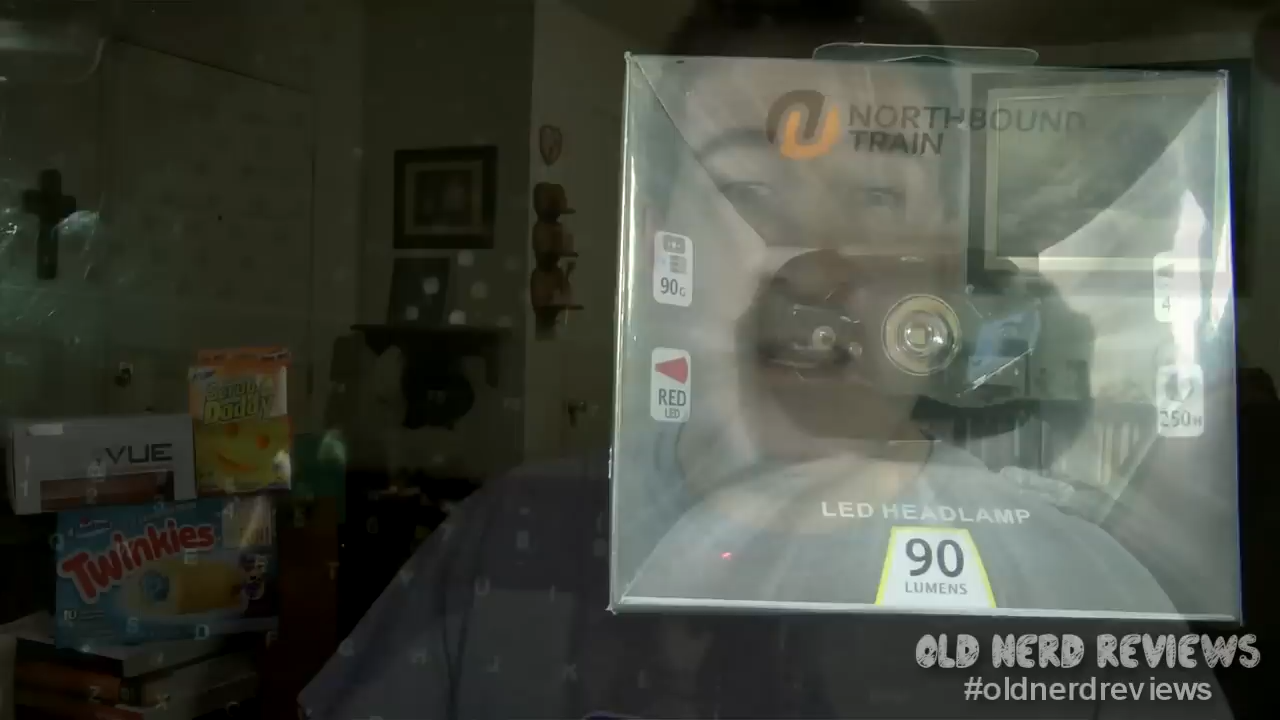 NORTHBOUND
TRAIN
90G
RED
LED
250H
LED HEADLAMP
90
LUMENS
Scrub
Daddy
VUE
Twinkies
OLD NERD REVIEWS
#oldnerdreviews